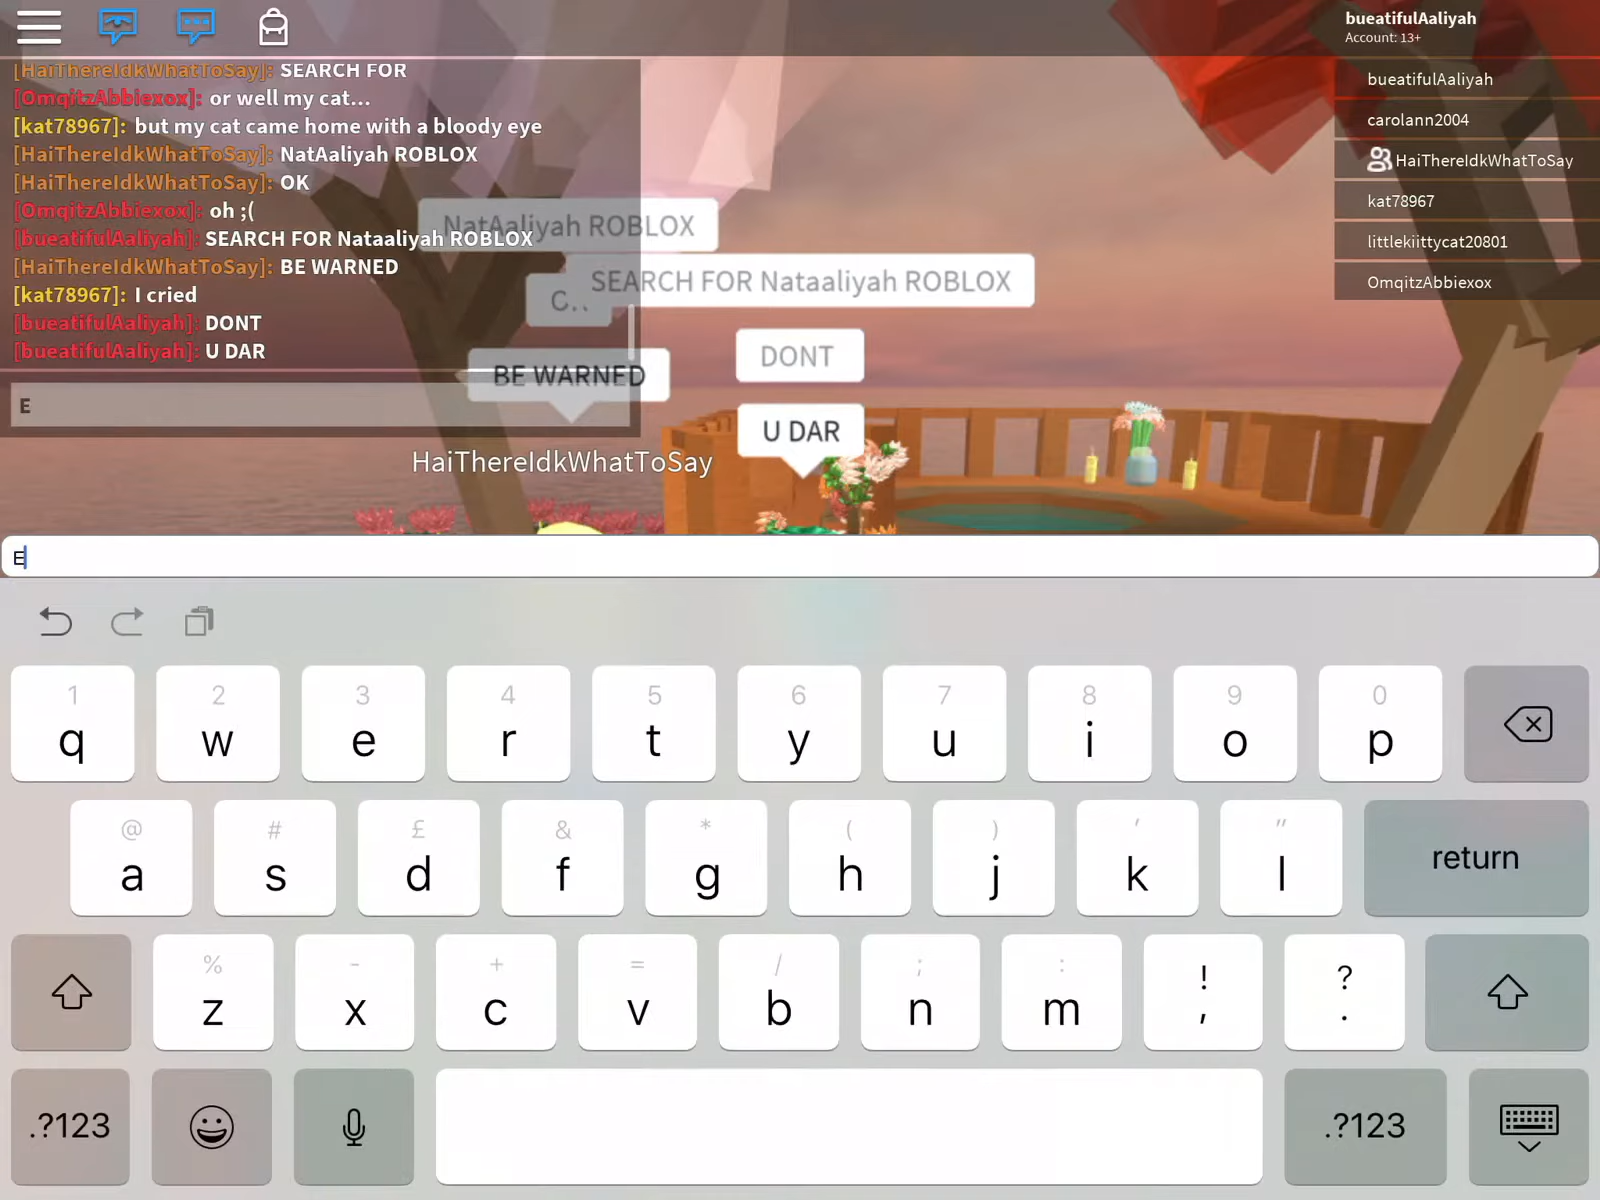 bueatifulAaliyah
Account: 13+
[HaiThereIdkWhatToSay]: SEARCH FOR
[OmqitzAbbiexox]: or well my cat...
[kat78967]: but my cat came home with a bloody eye
[HaiThereIdkWhatToSay]: NatAaliyah ROBLOX
[HaiThereIdkWhatToSay]: OK
[OmqitzAbbiexox]: oh ;(
[bueatifulAaliyah]: SEARCH FOR Nataaliyah ROBLOX
[HaiThereIdkWhatToSay]: BE WARNED
[kat78967]: I cried
[bueatifulAaliyah]: DONT
[bueatifulAaliyah]: U DAR
E
bueatifulAaliyah
carolann2004
HaiThereIdkWhatToSay
kat78967
littlekiittycat20801
OmqitzAbbiexox
NatAaliyah ROBLOX
SEARCH FOR Nataaliyah ROBLOX
C..
DONT
BE WARNED
U DAR
HaiThereIdkWhatToSay
E
1 2 3 4 5 6 7 8 9 0
q w e r t y u i o p
@ # £ & * ( ) ' "
a s d f g h j k l return
% - + = / ; : ! ?
z x c v b n m , .
.?123 .?123